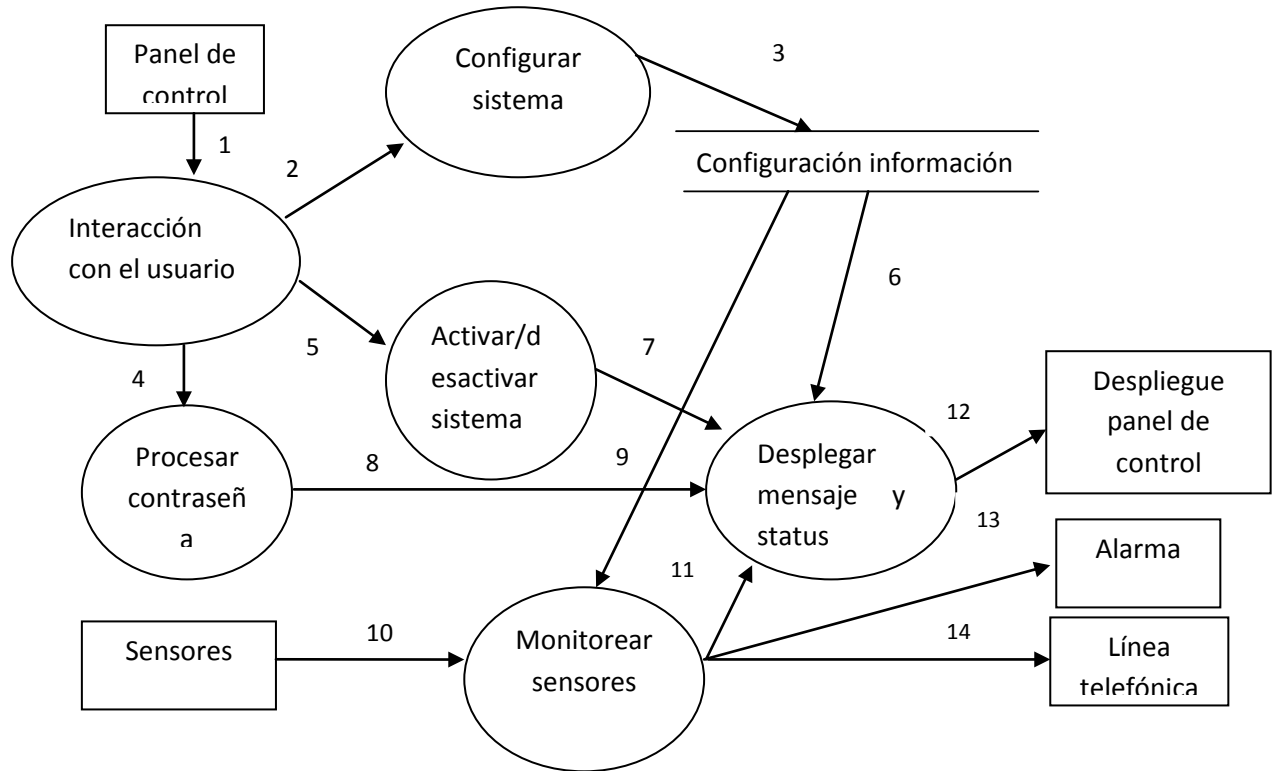 Panel de
control
Configurar
sistema
3
1
2
Configuración información
Interacción
con el usuario
6
5
Activar/d
esactivar
sistema
7
4
Despliegue
panel de
control
12
Procesar
contraseñ
a
8
9
Desplegar
mensaje y
status
13
Alarma
11
Sensores
10
Monitorear
sensores
14
Línea
telefónica